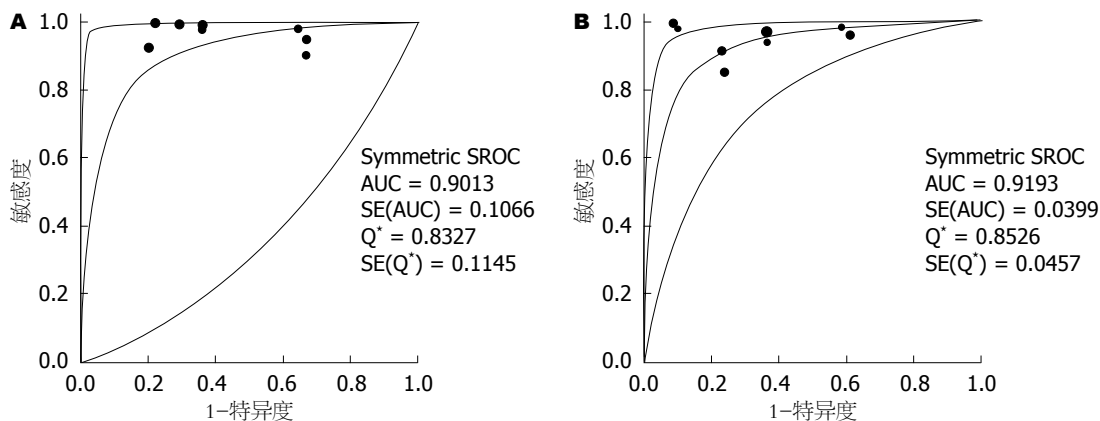 A
1.0
0.8
0.6
0.4
0.2
0.0
敏感度
0.0 0.2 0.4 0.6 0.8 1.0
1-特异度
Symmetric SROC
AUC = 0.9013
SE(AUC) = 0.1066
Q* = 0.8327
SE(Q*) = 0.1145
B
1.0
0.8
0.6
0.4
0.2
0.0
敏感度
0.0 0.2 0.4 0.6 0.8 1.0
1-特异度
Symmetric SROC
AUC = 0.9193
SE(AUC) = 0.0399
Q* = 0.8526
SE(Q*) = 0.0457